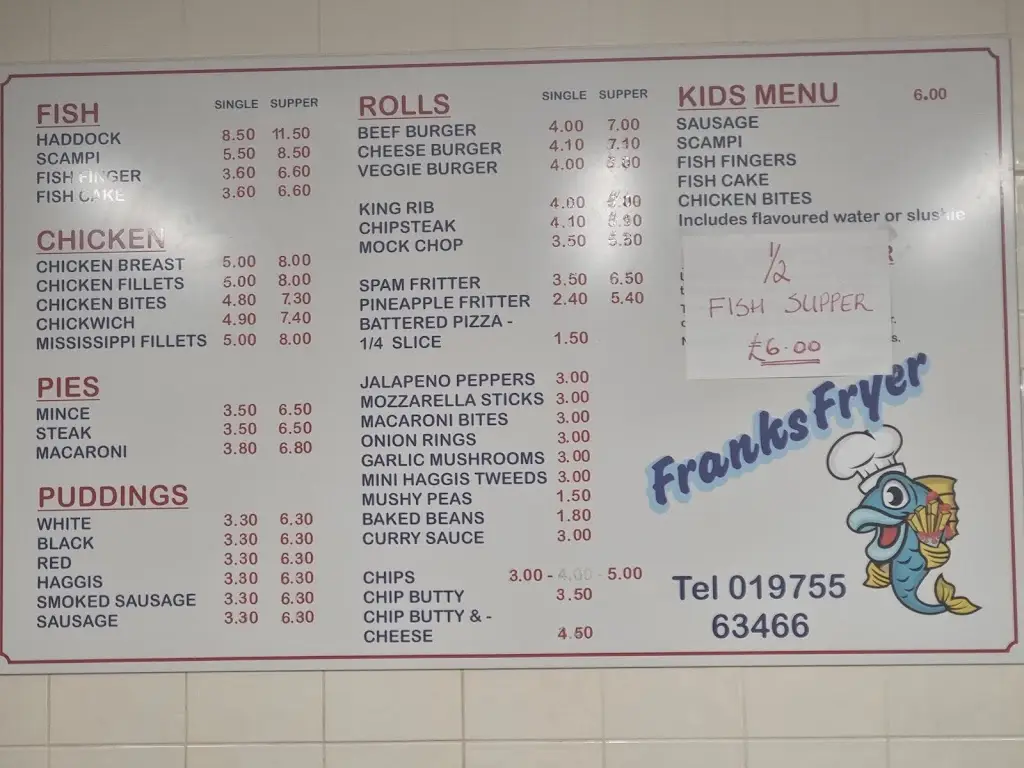 FISH SINGLE SUPPER
HADDOCK 8.50 11.50
SCAMPI 5.50 8.50
FISH FINGER 3.60 6.60
FISH CAKE 3.60 6.60
CHICKEN
CHICKEN BREAST 5.00 8.00
CHICKEN FILLETS 5.00 8.00
CHICKEN BITES 4.80 7.30
CHICKWICH 4.90 7.40
MISSISSIPPI FILLETS 5.00 8.00
PIES
MINCE 3.50 6.50
STEAK 3.50 6.50
MACARONI 3.80 6.80
PUDDINGS
WHITE 3.30 6.30
BLACK 3.30 6.30
RED 3.30 6.30
HAGGIS 3.30 6.30
SMOKED SAUSAGE 3.30 6.30
SAUSAGE 3.30 6.30
ROLLS SINGLE SUPPER
BEEF BURGER 4.00 7.00
CHEESE BURGER 4.10 7.10
VEGGIE BURGER 4.00
KING RIB 4.00
CHIPSTEAK 4.10
MOCK CHOP 3.50
SPAM FRITTER 3.50 6.50
PINEAPPLE FRITTER 2.40 5.40
BATTERED PIZZA -
1/4 SLICE 1.50
JALAPENO PEPPERS 3.00
MOZZARELLA STICKS 3.00
MACARONI BITES 3.00
ONION RINGS 3.00
GARLIC MUSHROOMS 3.00
MINI HAGGIS TWEEDS 3.00
MUSHY PEAS 1.50
BAKED BEANS 1.80
CURRY SAUCE 3.00
CHIPS 3.00 - 4.00 - 5.00
CHIP BUTTY 3.50
CHIP BUTTY & -
CHEESE 4.50
KIDS MENU 6.00
SAUSAGE
SCAMPI
FISH FINGERS
FISH CAKE
CHICKEN BITES
Includes flavoured water or slushie
1/2
FISH SUPPER
£6.00
Franks Fryer
Tel 019755
63466